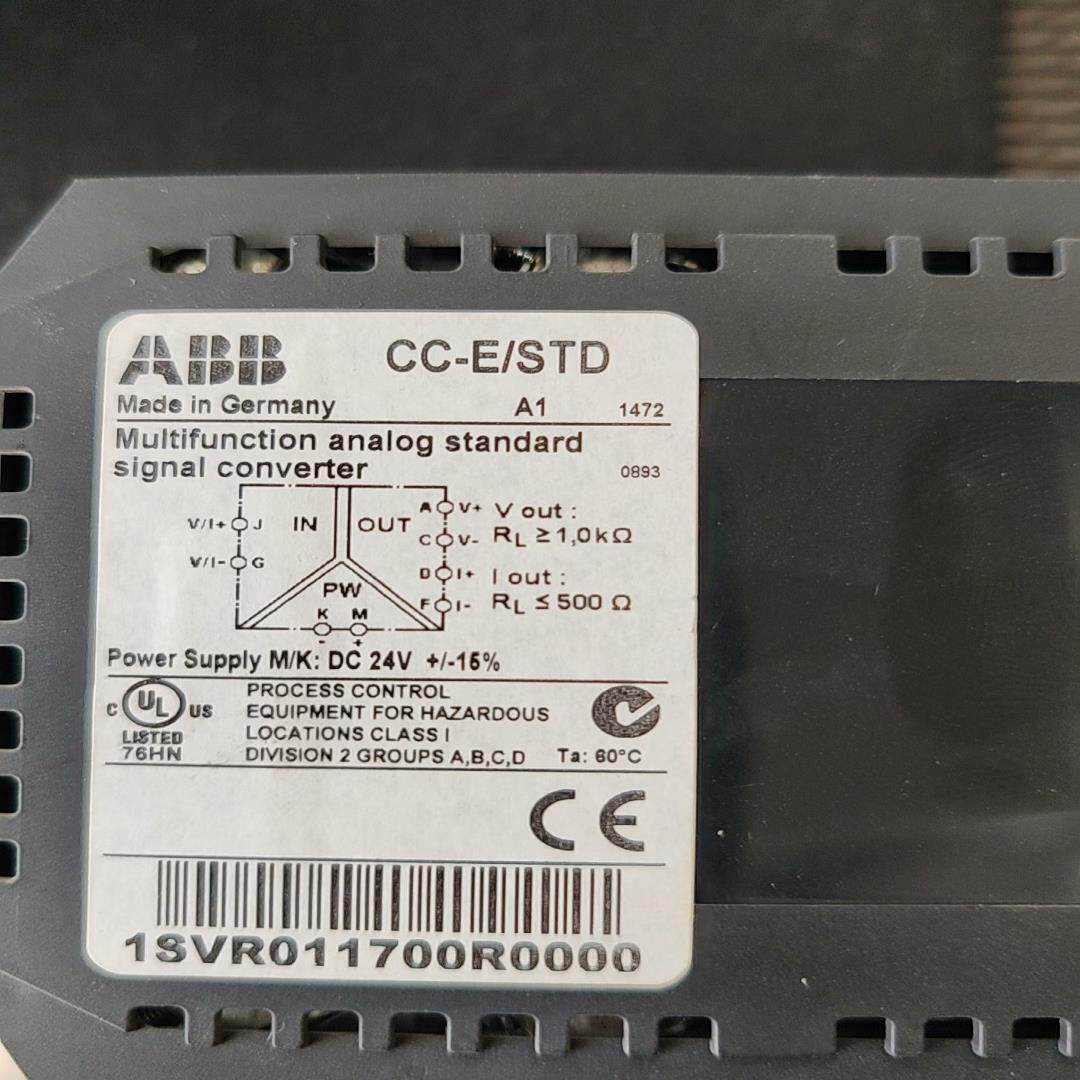 ABB CC-E/STD
Made in Germany A1 1472
Multifunction analog standard
signal converter 0893
V/I+ J IN OUT A V+ V out :
C V- RL ≥ 1,0 kΩ
V/I- G D I+ I out :
PW F I- RL ≤ 500 Ω
K M
- +
Power Supply M/K: DC 24V +/-15%
C UL US
LISTED
76HN
PROCESS CONTROL
EQUIPMENT FOR HAZARDOUS
LOCATIONS CLASS I
DIVISION 2 GROUPS A,B,C,D Ta: 60°C
CE
1SVR011700R0000